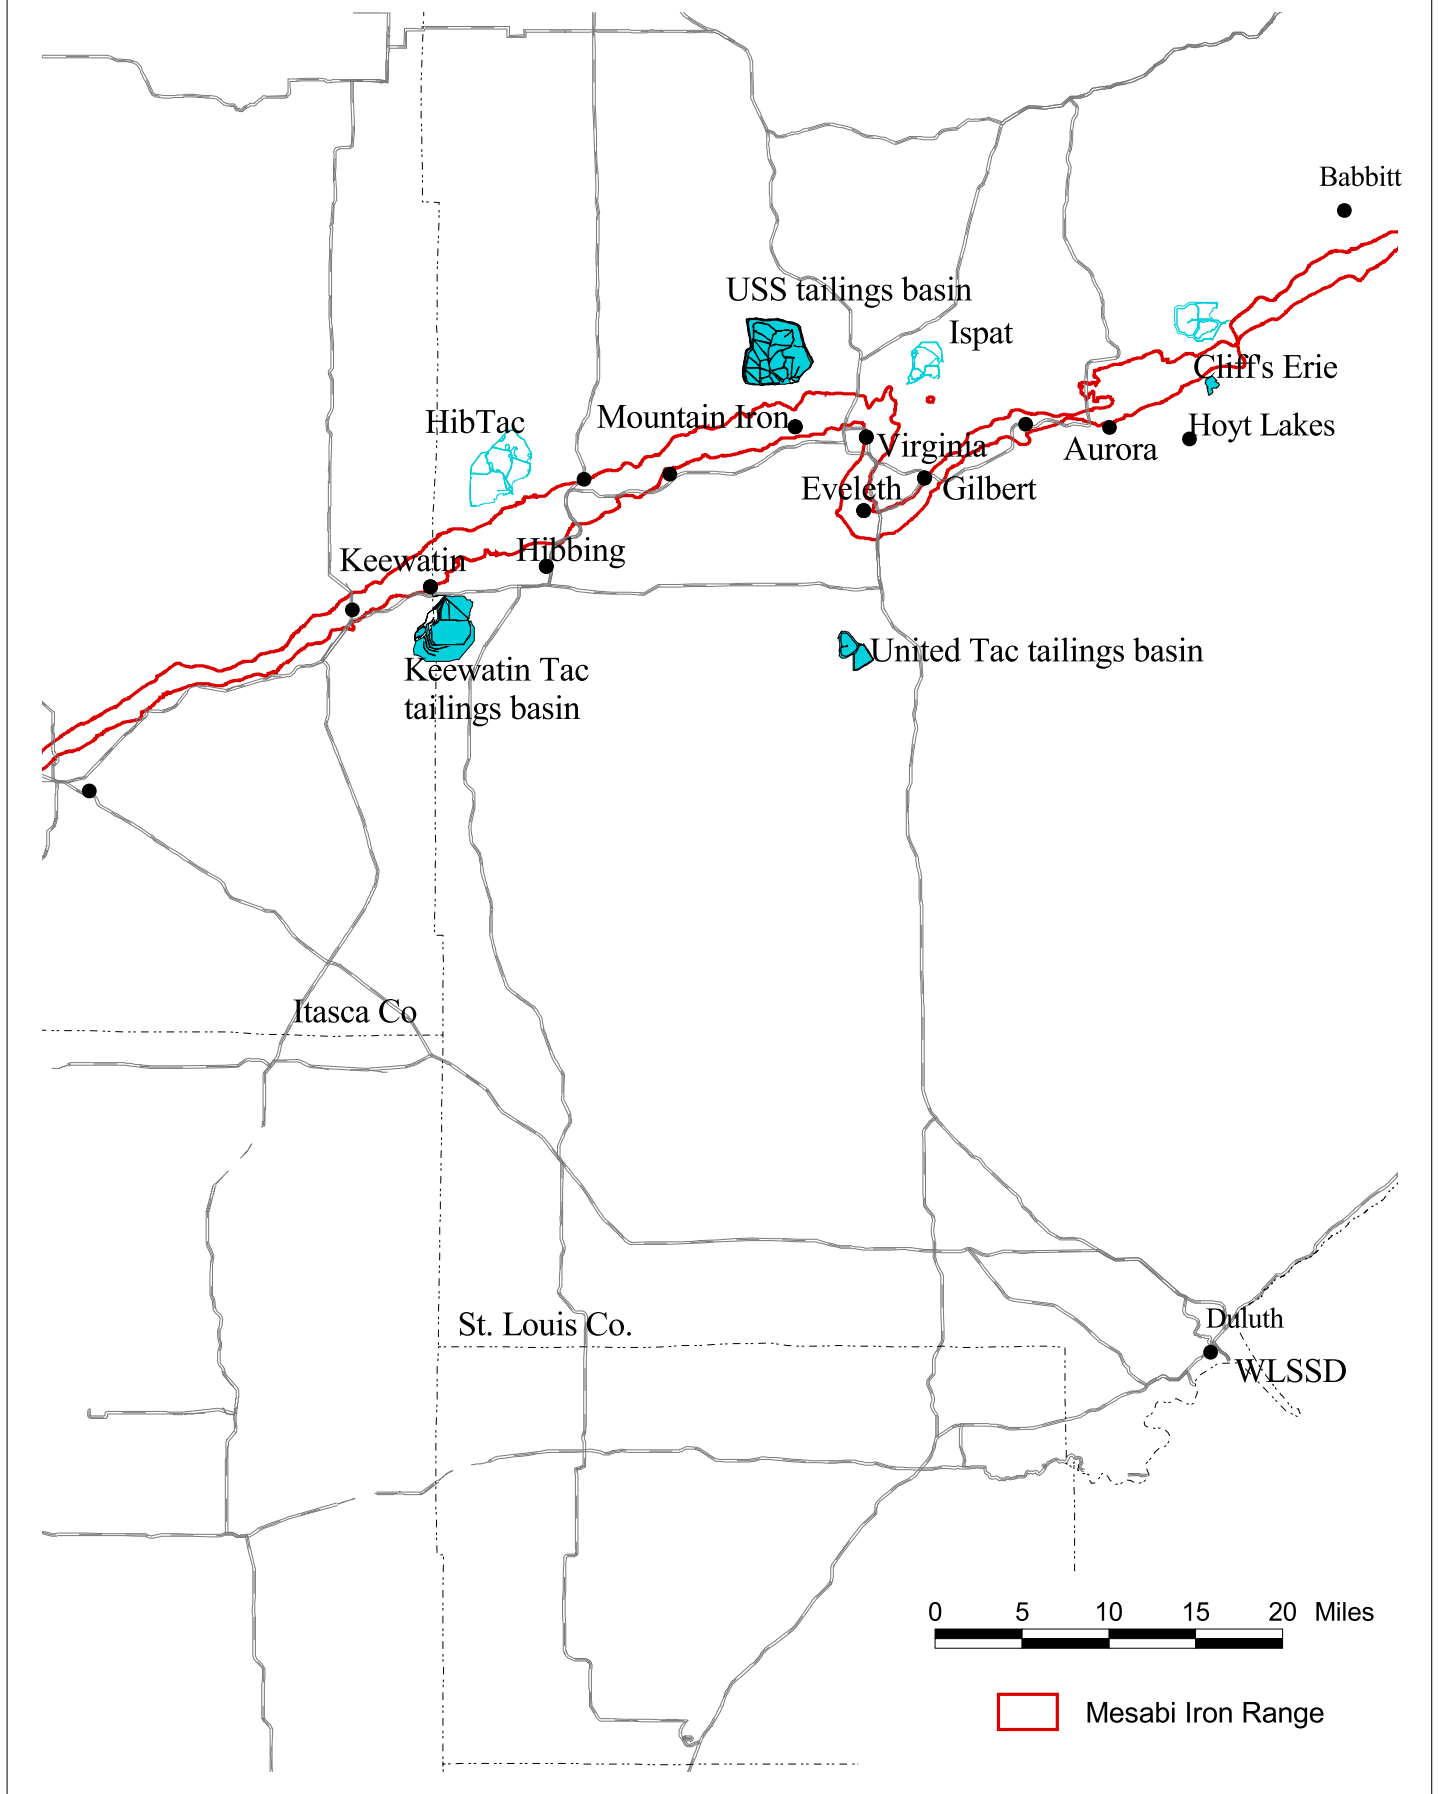 Babbitt
USS tailings basin
Ispat
Cliff's Erie
HibTac
Mountain Iron
Hoyt Lakes
Virginia
Aurora
Eveleth
Gilbert
Keewatin
Hibbing
United Tac tailings basin
Keewatin Tac
tailings basin
Itasca Co
Duluth
St. Louis Co.
WLSSD
0 5 10 15 20 Miles
Mesabi Iron Range